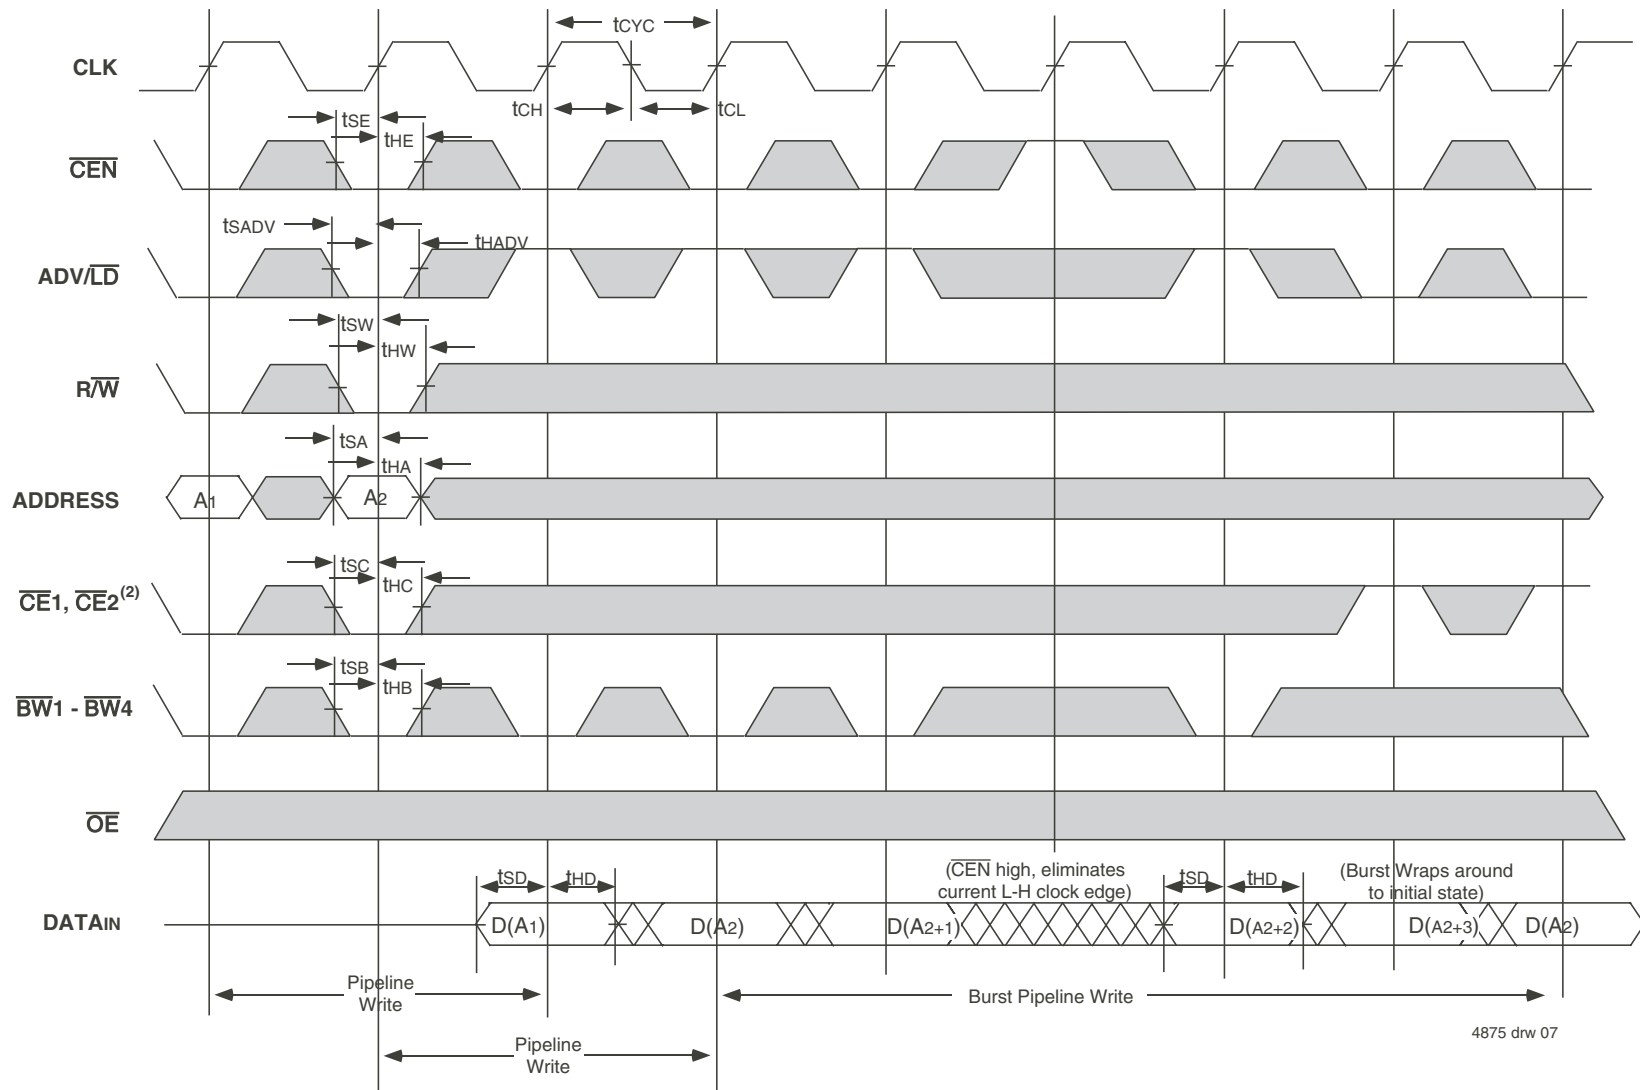 tCYC
CLK
tCH
tCL
tSE
tHE
CEN
tSADV
tHADV
ADV/LD
tSW
tHW
R/W
tSA
tHA
ADDRESS
A1
A2
tSC
tHC
CE1, CE2(2)
tSB
tHB
BW1 - BW4
OE
(CEN high, eliminates
current L-H clock edge)
(Burst Wraps around
to initial state)
tSD
tHD
tSD
tHD
DATAIN
D(A1)
D(A2)
D(A2+1)
D(A2+2)
D(A2+3)
D(A2)
Pipeline
Write
Burst Pipeline Write
Pipeline
Write
4875 drw 07